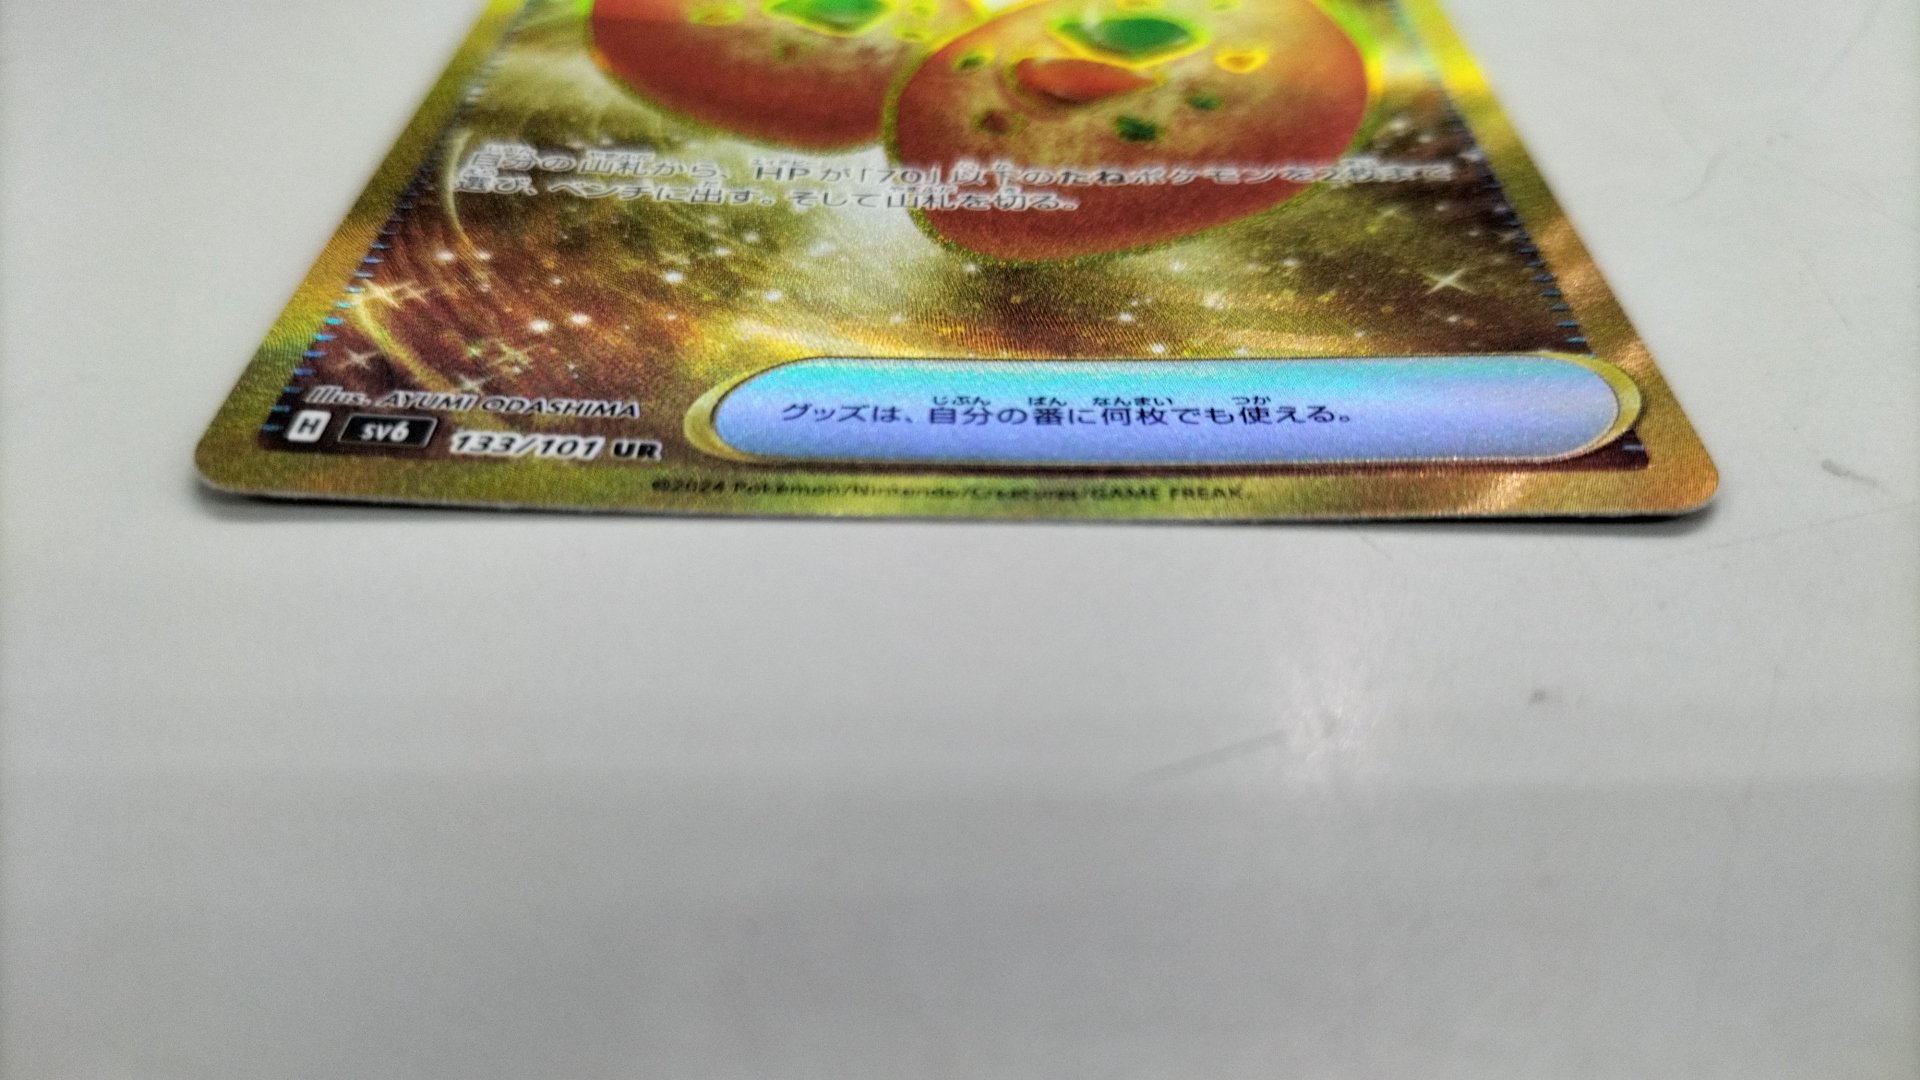 自分の山札から、HPが「70」以下のたねポケモンを2枚まで
選び、ベンチに出す。そして山札を切る。
Illus. AYUMI ODASHIMA
グッズは、自分の番に何枚でも使える。
H SV6 133/101 UR
©2024 Pokémon/Nintendo/Creatures/GAME FREAK.